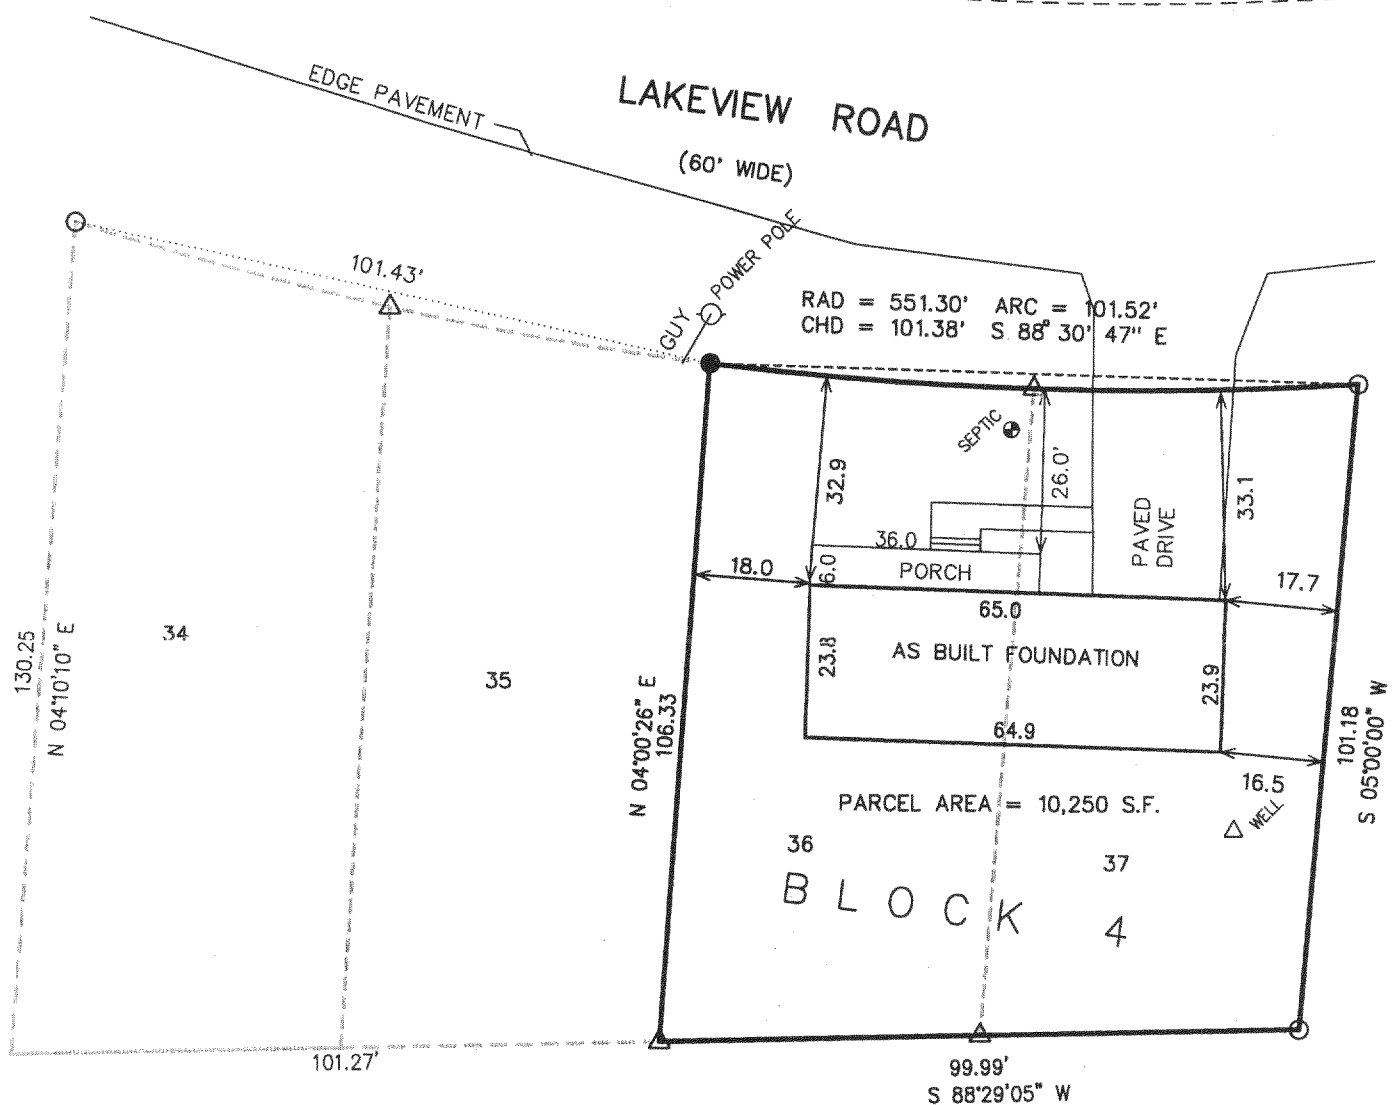 LAKEVIEW ROAD
(60' WIDE)
EDGE PAVEMENT
101.43'
GUY
POWER POLE
RAD = 551.30' ARC = 101.52'
CHD = 101.38' S 88° 30' 47" E
SEPTIC
32.9
26.0'
33.1
PAVED
DRIVE
36.0
6.0
PORCH
18.0
17.7
65.0
130.25
N 04°10'10" E
34
35
23.8
AS BUILT FOUNDATION
23.9
N 04°00'26" E
106.33
64.9
101.18
S 05°00'00" W
16.5
PARCEL AREA = 10,250 S.F.
WELL
36
37
BLOCK 4
101.27'
99.99'
S 88°29'05" W